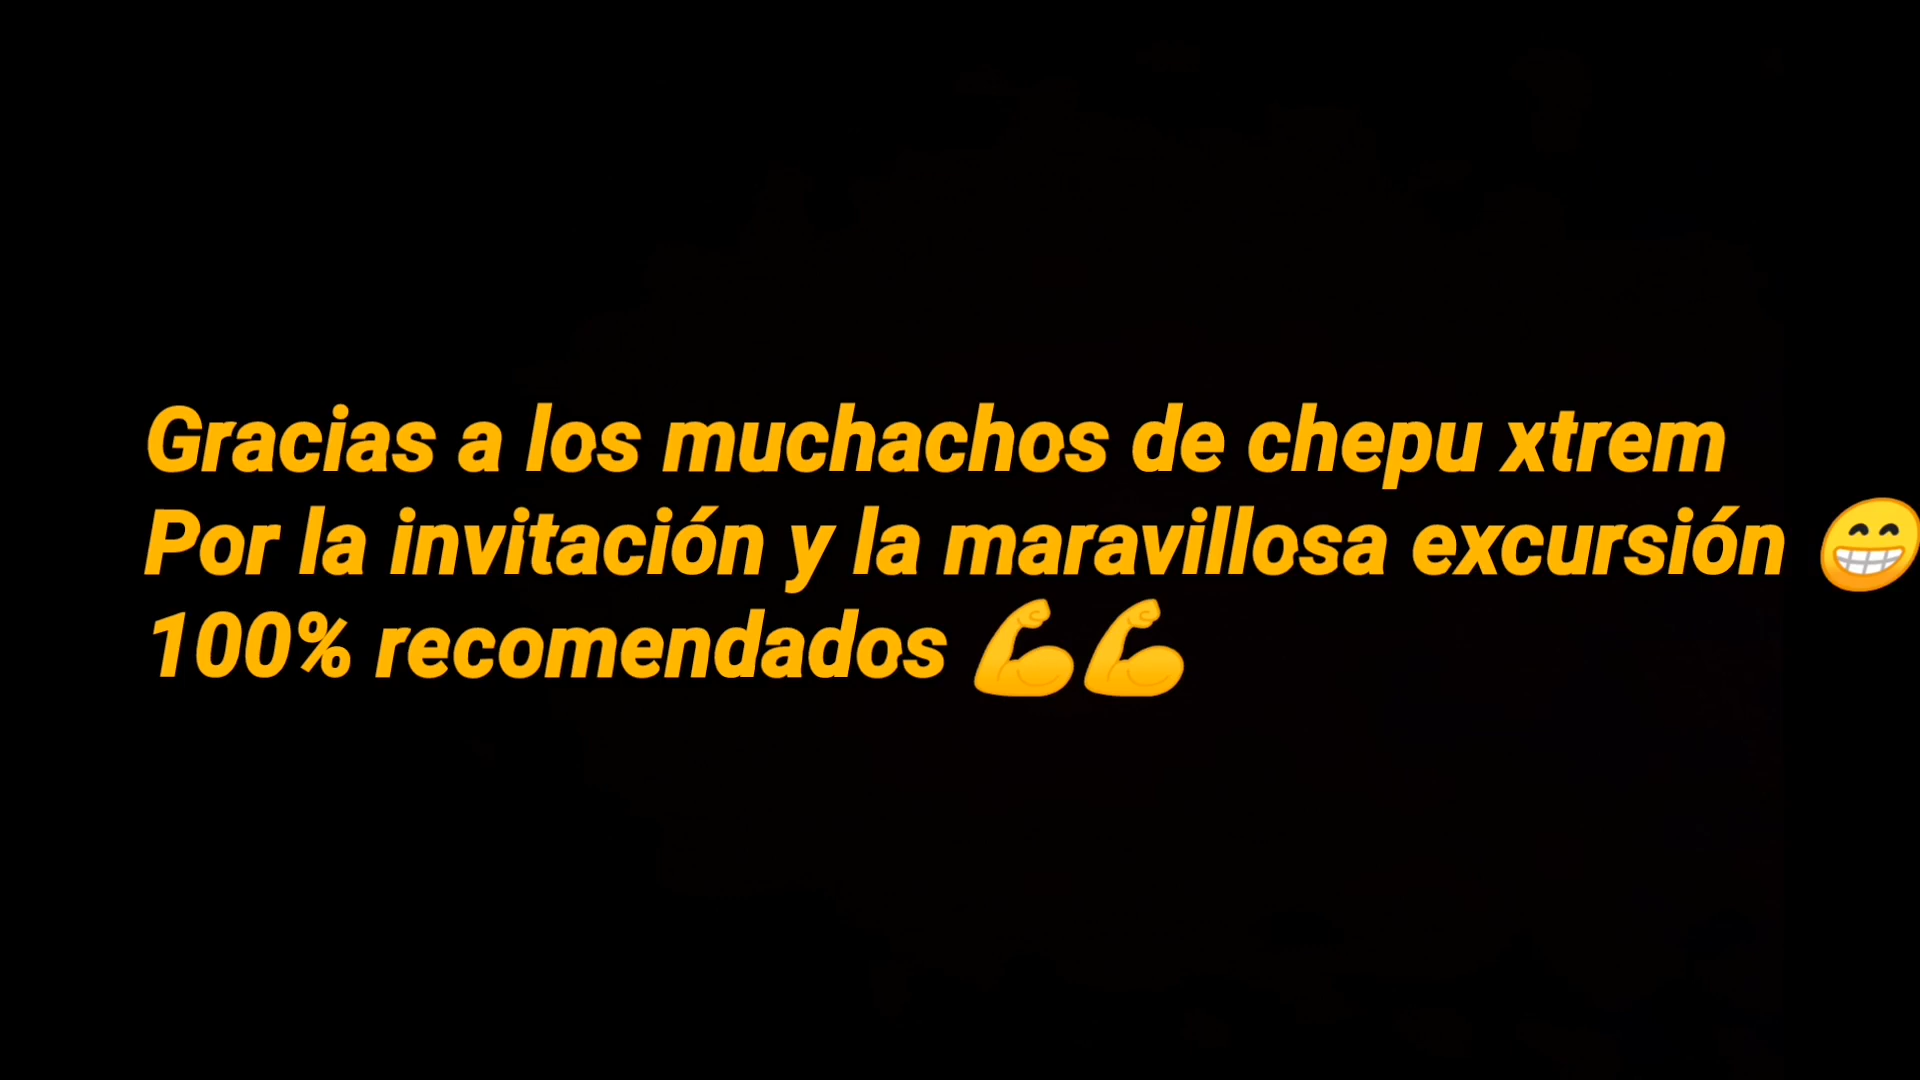 Gracias a los muchachos de chepu xtrem
Por la invitación y la maravillosa excursión 😁
100% recomendados 💪💪